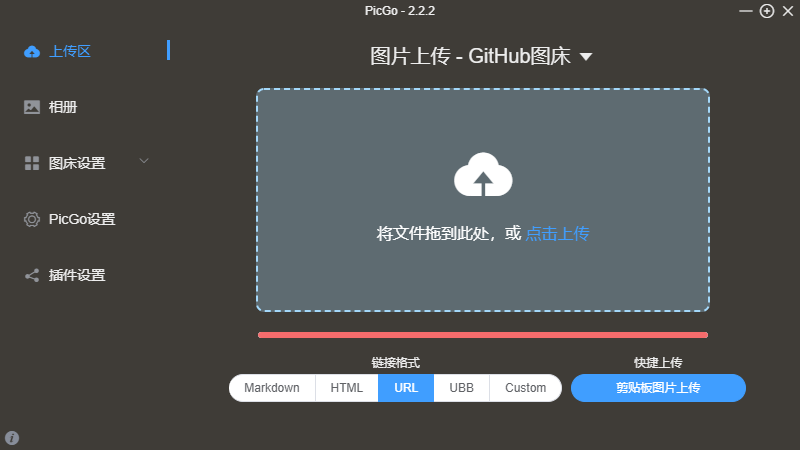 PicGo - 2.2.2
上传区
相册
图床设置
PicGo设置
插件设置
图片上传 - GitHub图床
将文件拖到此处，或 点击上传
链接格式
快捷上传
Markdown HTML URL UBB Custom
剪贴板图片上传
i